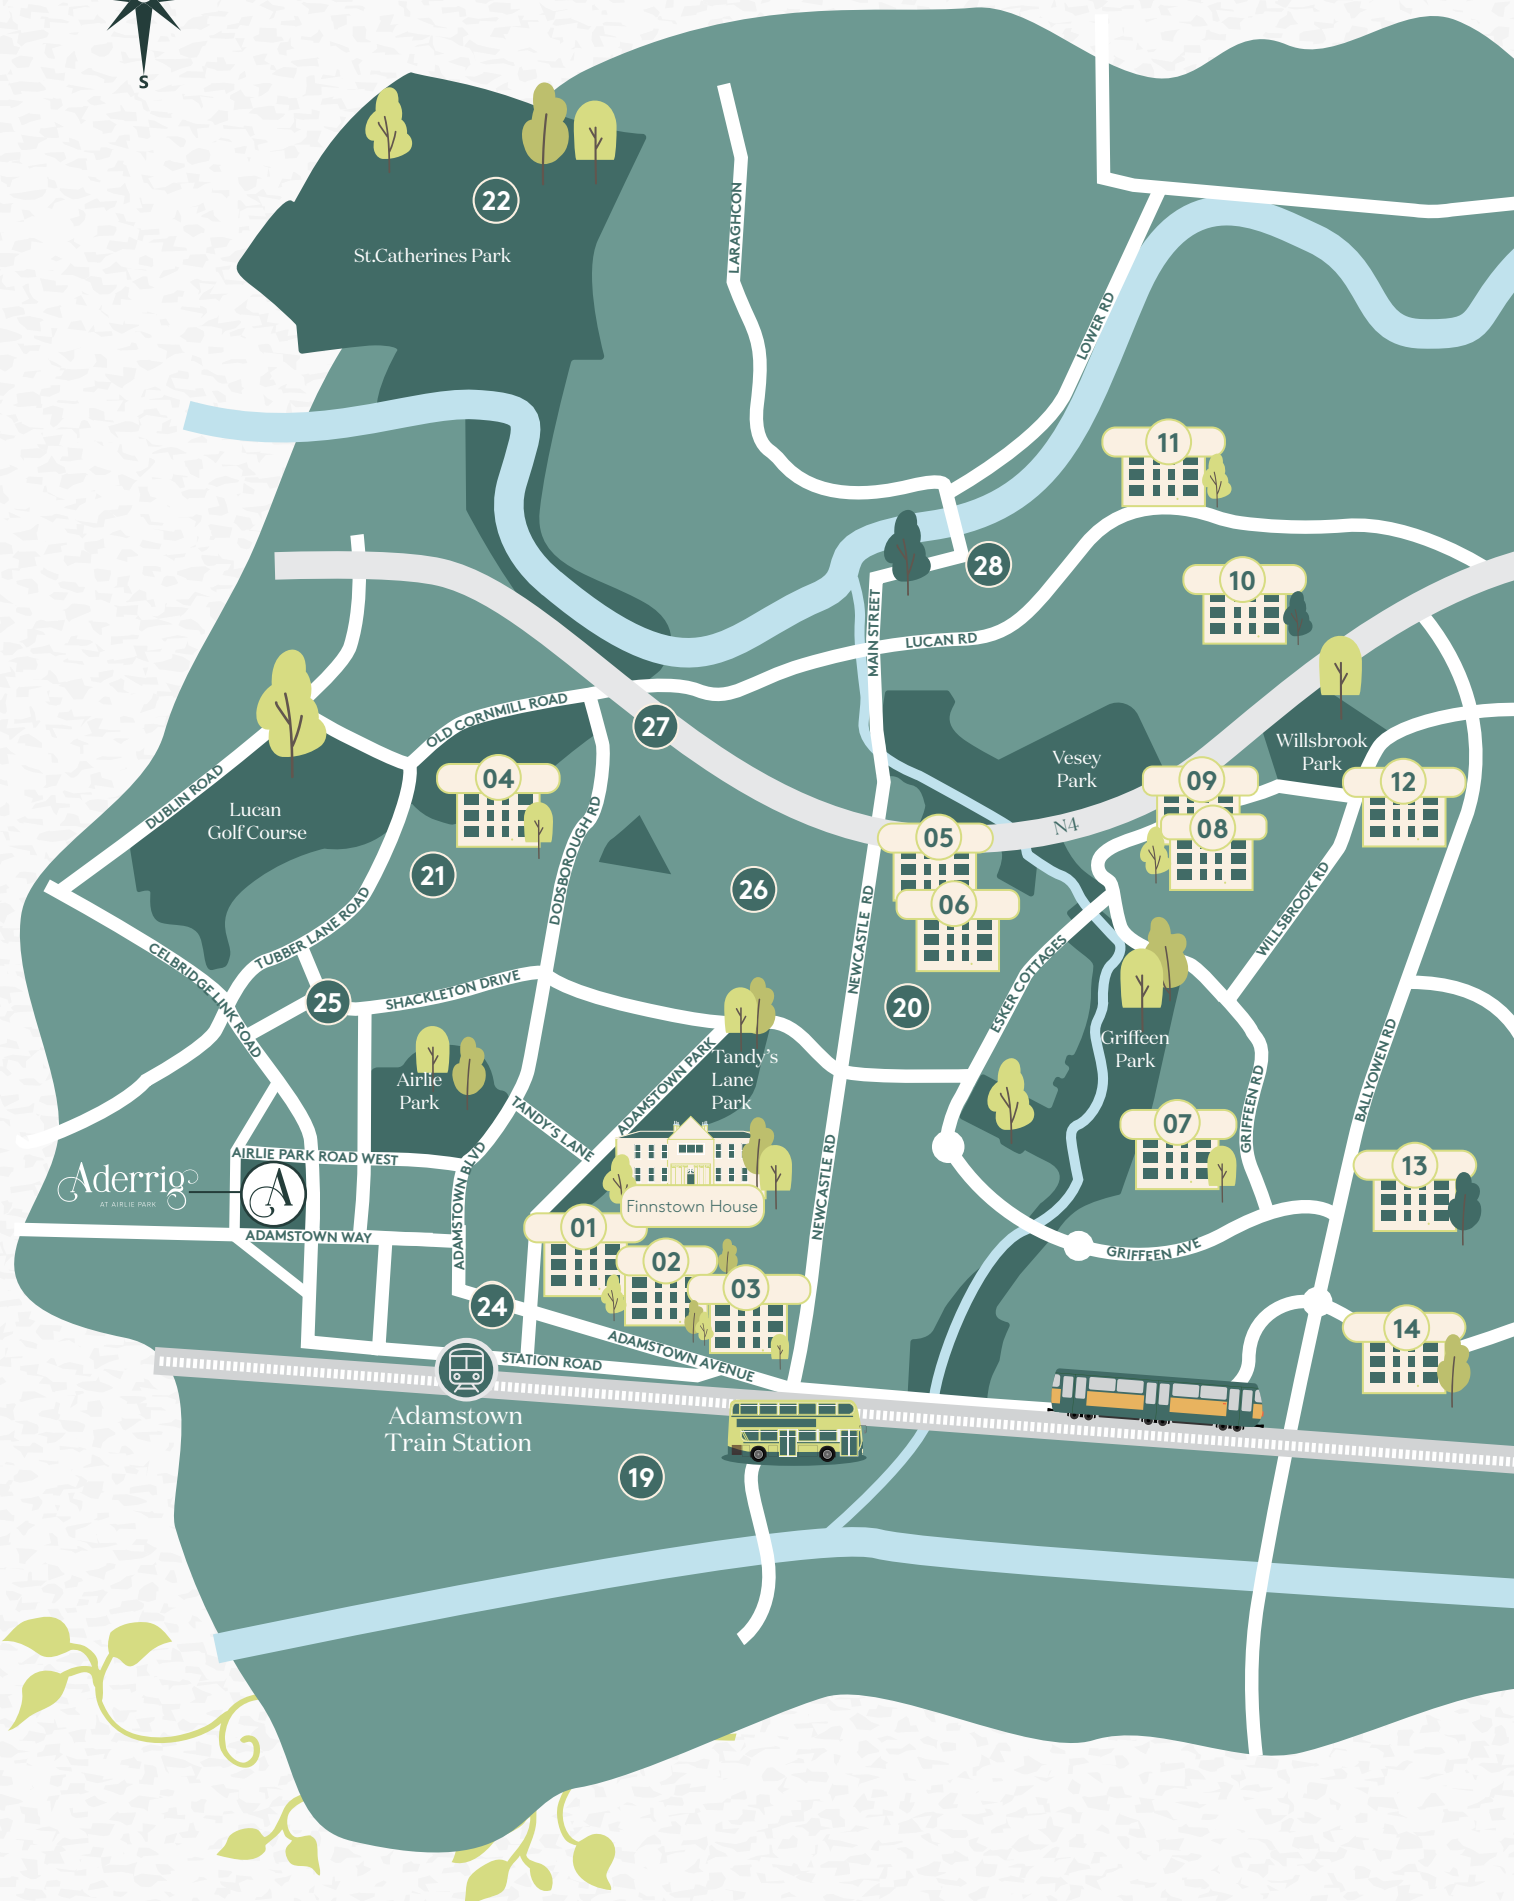 S
22
St.Catherines Park
LARAGHCON
LOWER RD
11
28
10
MAIN STREET
LUCAN RD
OLD CORNMILL ROAD
27
Vesey
Park
Willsbrook
Park
DUBLIN ROAD
04
09
12
Lucan
Golf Course
DODSBOROUGH RD
05
N4
08
21
26
06
NEWCASTLE RD
WILLSBROOK RD
TUBBER LANE ROAD
CELBRIDGE LINK ROAD
ESKER COTTAGES
25
SHACKLETON DRIVE
20
Griffeen
Park
Airlie
Park
ADAMSTOWN PARK
Tandy's
Lane
Park
BALLYOWEN RD
GRIFFEEN RD
TANDY'S LANE
07
AIRLIE PARK ROAD WEST
Aderrig
AT AIRLIE PARK
A
ADAMSTOWN BLVD
Finnstown House
NEWCASTLE RD
13
ADAMSTOWN WAY
01
02
03
GRIFFEEN AVE
24
14
STATION ROAD
ADAMSTOWN AVENUE
Adamstown
Train Station
19